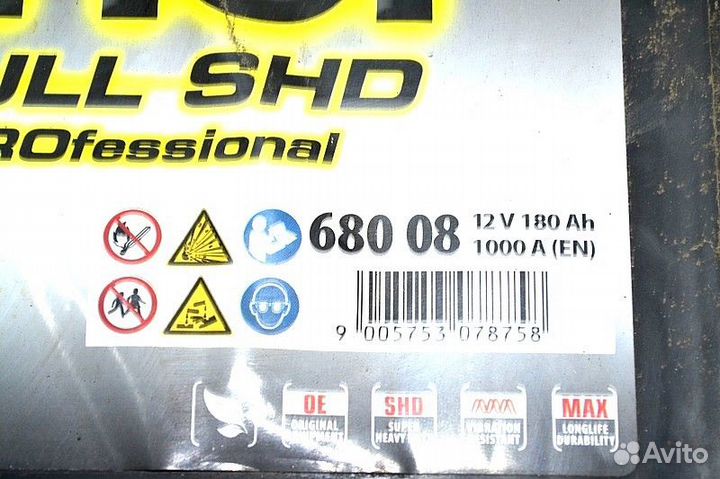 ULL SHD
ROfessional
680 08
12 V 180 Ah
1000 A (EN)
9 005753 078758
OE
ORIGINAL
SHD
SUPER
HEAVY
VIBRATION
RESISTANT
MAX
LONGLIFE
DURABILITY
Avito